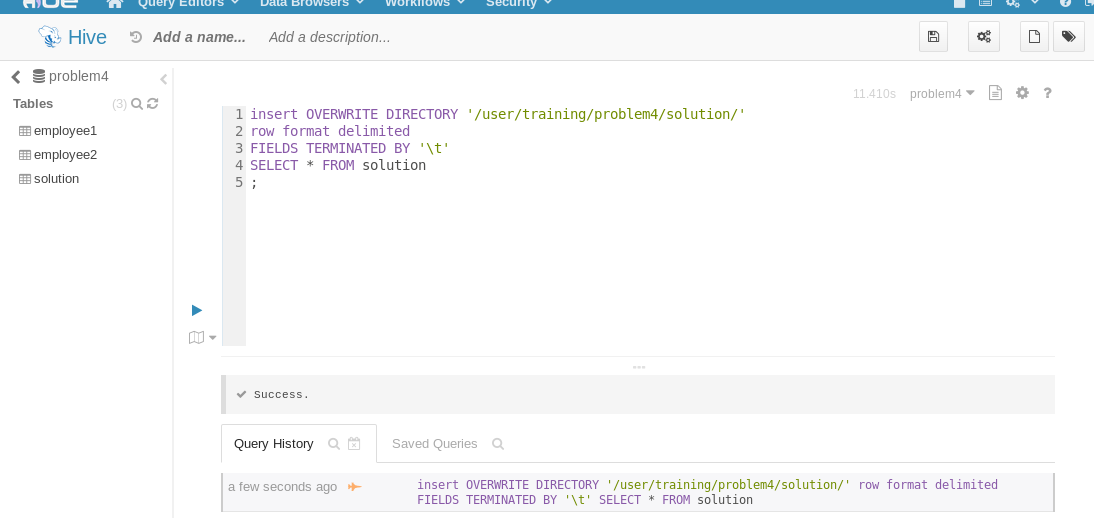 HUE Query Editors Data Browsers Workflows Security
Hive Add a name... Add a description...
problem4
Tables (3)
employee1
employee2
solution
11.410s problem4 ?
1 insert OVERWRITE DIRECTORY '/user/training/problem4/solution/'
2 row format delimited
3 FIELDS TERMINATED BY '\t'
4 SELECT * FROM solution
5 ;
Success.
Query History Saved Queries
a few seconds ago insert OVERWRITE DIRECTORY '/user/training/problem4/solution/' row format delimited
FIELDS TERMINATED BY '\t' SELECT * FROM solution